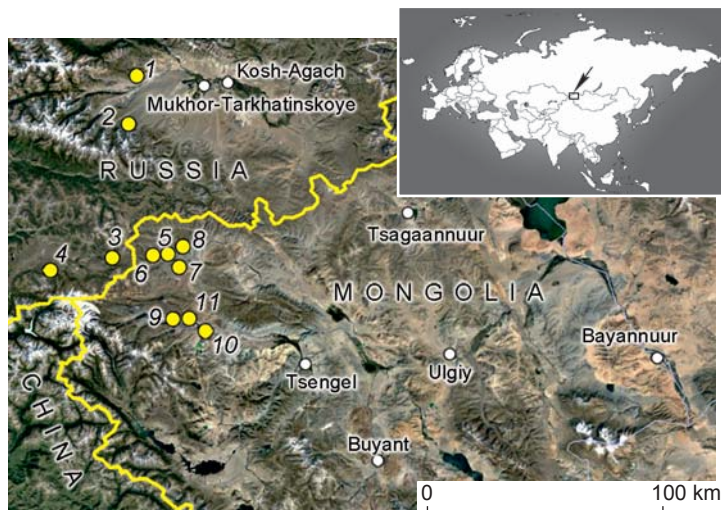 1
Kosh-Agach
Mukhor-Tarkhatinskoye
2
RUSSIA
Tsagaannuur
3
5
8
4
6
7
MONGOLIA
9
11
10
Bayannuur
Tsengel
Ulgiy
CHINA
Buyant
0
100 km